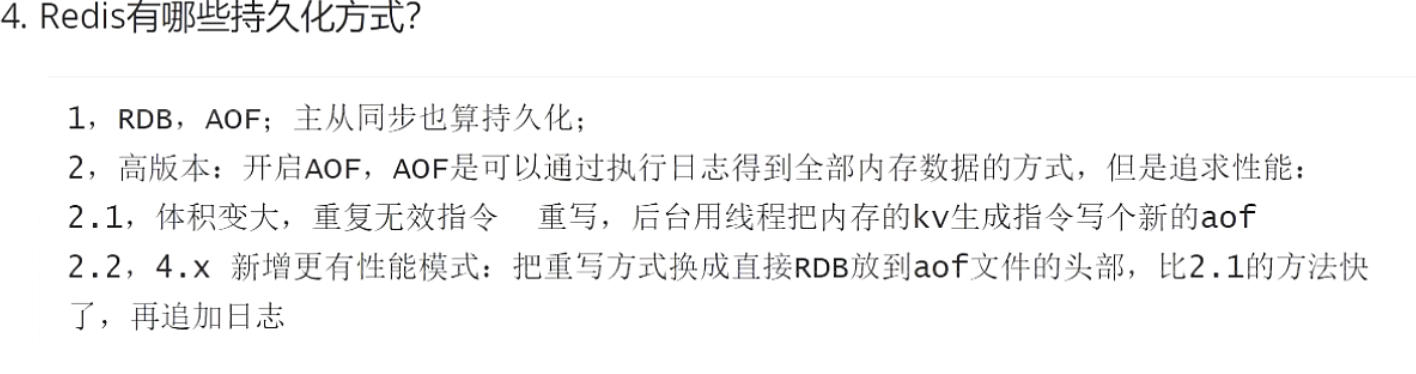 4. Redis有哪些持久化方式？
1，RDB，AOF；主从同步也算持久化；
2，高版本：开启AOF，AOF是可以通过执行日志得到全部内存数据的方式，但是追求性能：
2.1，体积变大，重复无效指令 重写，后台用线程把内存的kv生成指令写个新的aof
2.2，4.x 新增更有性能模式：把重写方式换成直接RDB放到aof文件的头部，比2.1的方法快
了，再追加日志